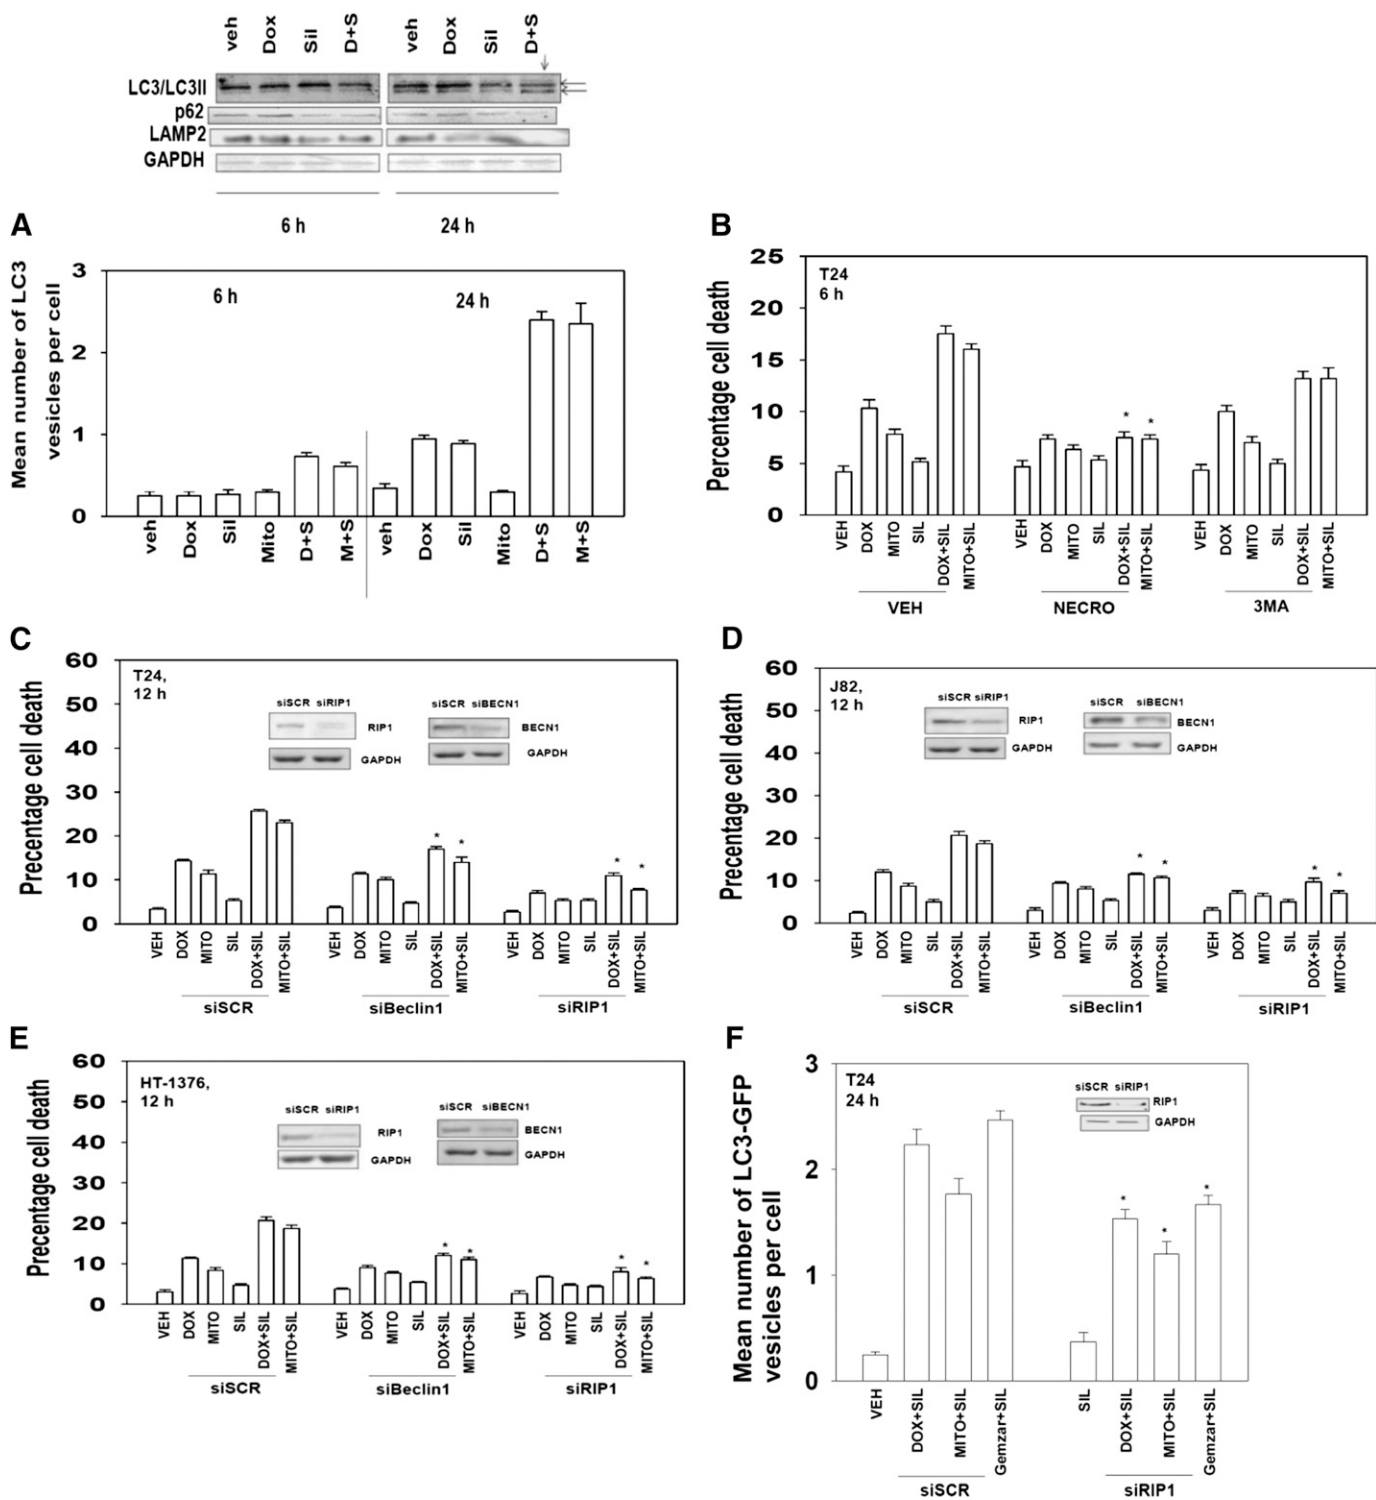 veh Dox Sil D+S veh Dox Sil D+S
LC3/LC3II
p62
LAMP2
GAPDH
6 h 24 h
A
Mean number of LC3
vesicles per cell
3
2
1
0
6 h
24 h
veh Dox Sil Mito D+S M+S veh Dox Sil Mito D+S M+S
B
Percentage cell death
25
20
15
10
5
0
T24
6 h
* *
VEH DOX MITO SIL DOX+SIL MITO+SIL VEH DOX MITO SIL DOX+SIL MITO+SIL VEH DOX MITO SIL DOX+SIL MITO+SIL
VEH NECRO 3MA
C
Precentage cell death
60
50
40
30
20
10
0
T24,
12 h
siSCR siRIP1
RIP1
GAPDH
siSCR siBECN1
BECN1
GAPDH
* * * *
VEH DOX MITO SIL DOX+SIL MITO+SIL VEH DOX MITO SIL DOX+SIL MITO+SIL VEH DOX MITO SIL DOX+SIL MITO+SIL
siSCR siBeclin1 siRIP1
D
Precentage cell death
60
50
40
30
20
10
0
J82,
12 h
siSCR siRIP1
RIP1
GAPDH
siSCR siBECN1
BECN1
GAPDH
* * * *
VEH DOX MITO SIL DOX+SIL MITO+SIL VEH DOX MITO SIL DOX+SIL MITO+SIL VEH DOX MITO SIL DOX+SIL MITO+SIL
siSCR siBeclin1 siRIP1
E
Precentage cell death
60
50
40
30
20
10
0
HT-1376,
12 h
siSCR siRIP1
RIP1
GAPDH
siSCR siBECN1
BECN1
GAPDH
* * * *
VEH DOX MITO SIL DOX+SIL MITO+SIL VEH DOX MITO SIL DOX+SIL MITO+SIL VEH DOX MITO SIL DOX+SIL MITO+SIL
siSCR siBeclin1 siRIP1
F
Mean number of LC3-GFP
vesicles per cell
3
2
1
0
T24
24 h
siSCR siRIP1
RIP1
GAPDH
* * *
VEH DOX+SIL MITO+SIL Gemzar+SIL SIL DOX+SIL MITO+SIL Gemzar+SIL
siSCR siRIP1